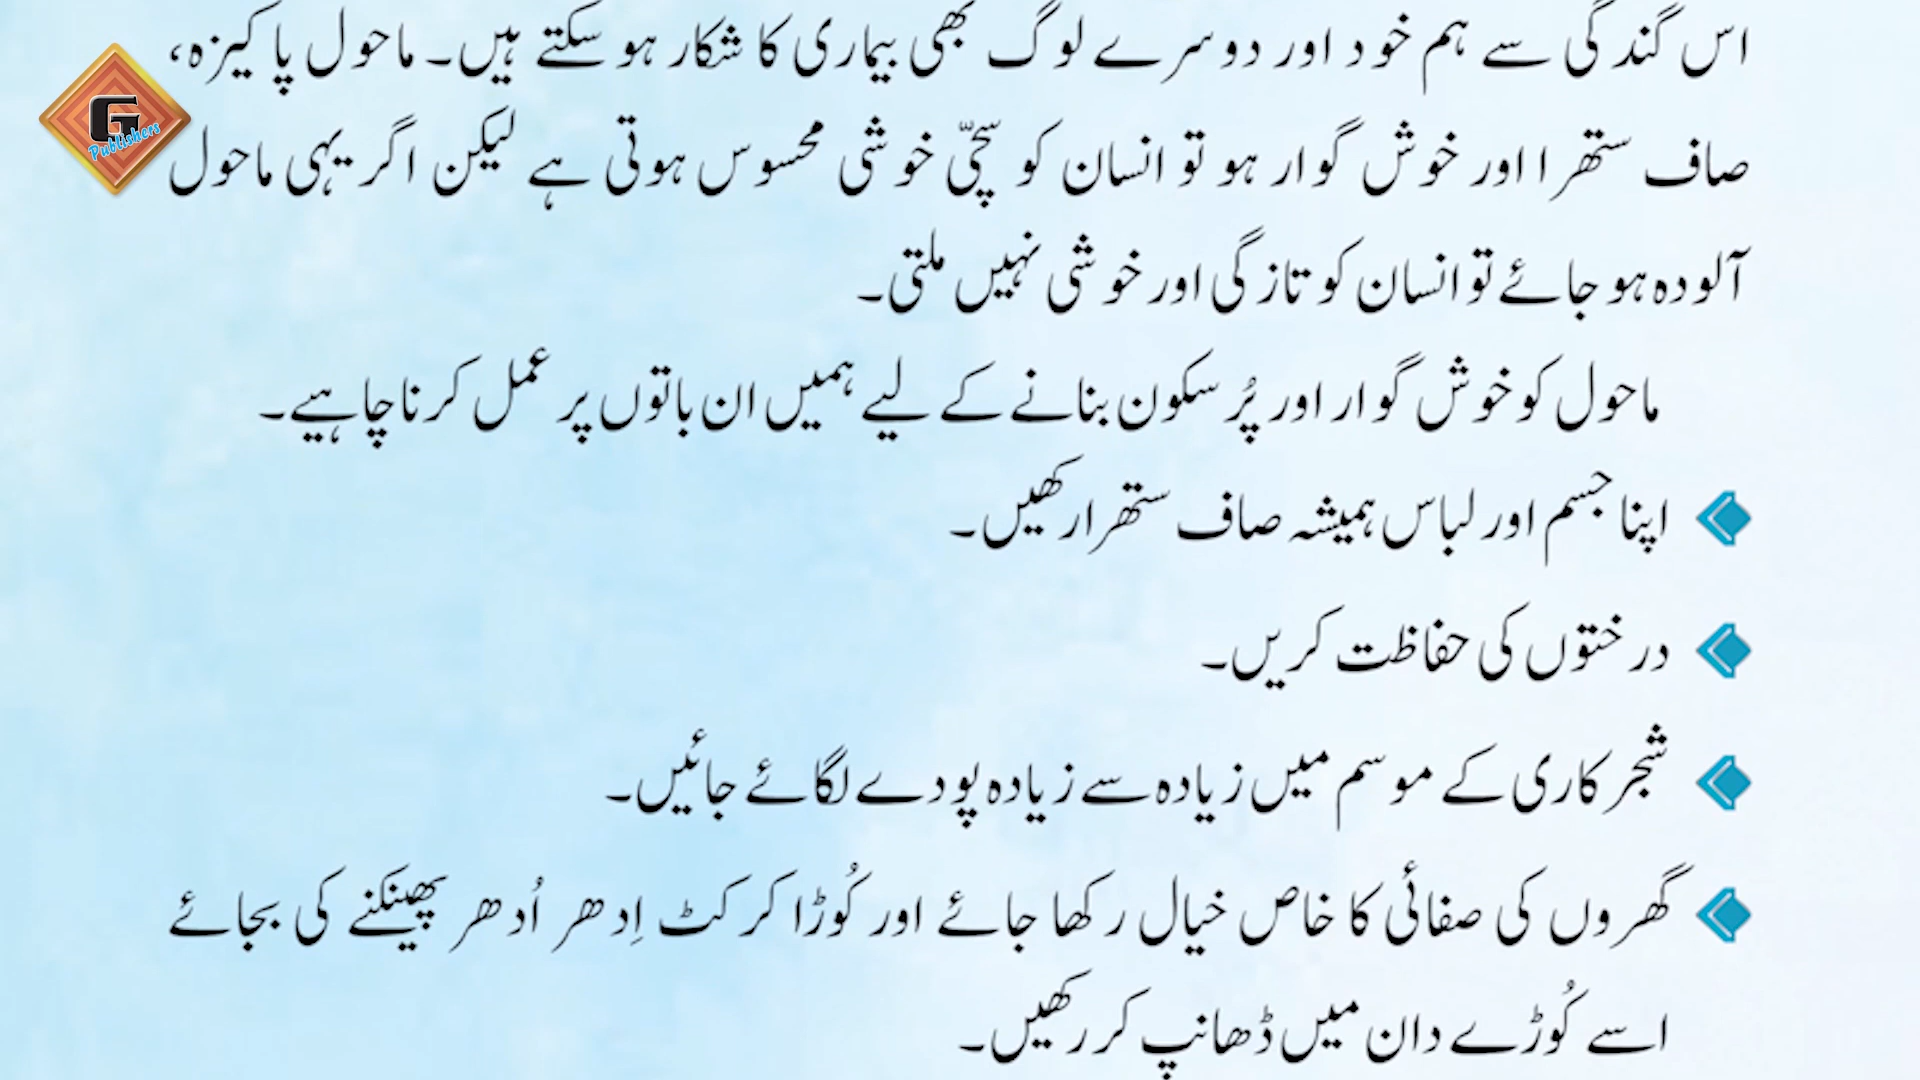 اس گندگی سے ہم خود اور دوسرے لوگ بھی بیماری کا شکار ہو سکتے ہیں۔ ماحول پاکیزہ،
صاف ستھرا اور خوش گوار ہو تو انسان کو سچّی خوشی محسوس ہوتی ہے لیکن اگر یہی ماحول
آلودہ ہو جائے تو انسان کو تازگی اور خوشی نہیں ملتی۔
ماحول کو خوش گوار اور پُر سکون بنانے کے لیے ہمیں ان باتوں پر عمل کرنا چاہیے۔
اپنا جسم اور لباس ہمیشہ صاف ستھرا رکھیں۔
درختوں کی حفاظت کریں۔
شجر کاری کے موسم میں زیادہ سے زیادہ پودے لگائے جائیں۔
گھروں کی صفائی کا خاص خیال رکھا جائے اور کُوڑا کرکٹ اِدھر اُدھر پھینکنے کی بجائے
اسے کُوڑے دان میں ڈھانپ کر رکھیں۔
G
Publishers